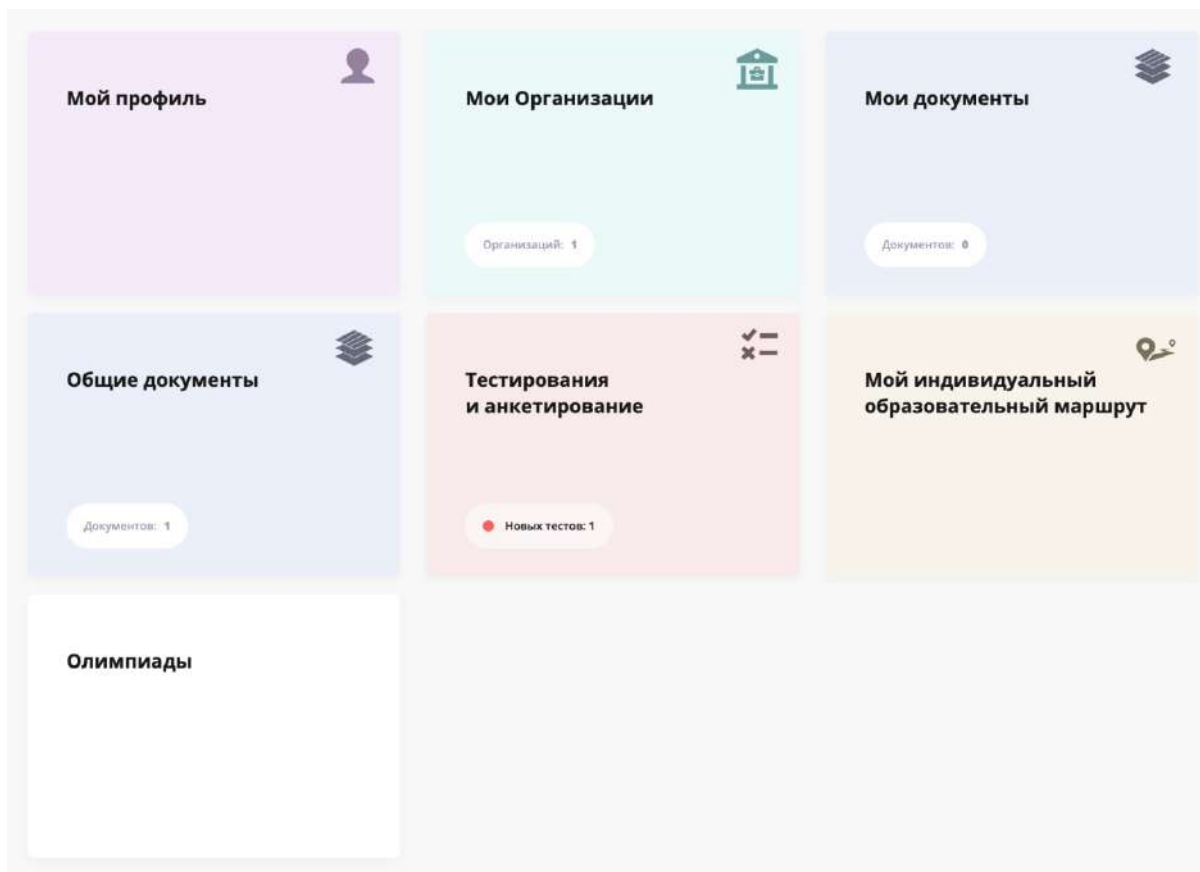 Мой профиль
Мои Организации
Организаций: 1
Мои документы
Документов: 0
Общие документы
Документов: 1
Тестирования
и анкетирование
Новых тестов: 1
Мой индивидуальный
образовательный маршрут
Олимпиады